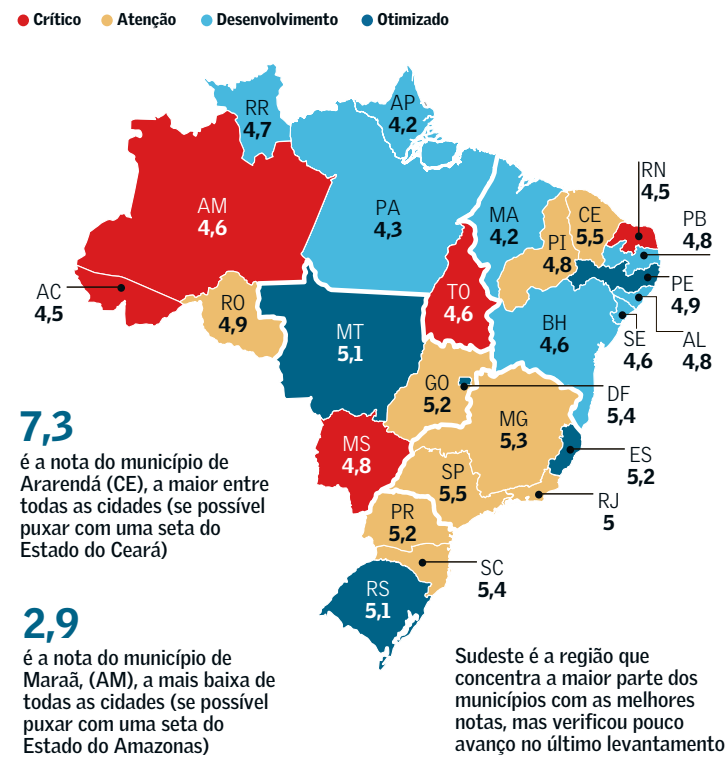 Crítico Atenção Desenvolvimento Otimizado
RR
4,7
AP
4,2
AM
4,6
PA
4,3
MA
4,2
PI
4,8
CE
5,5
RN
4,5
PB
4,8
PE
4,9
AL
4,8
SE
4,6
AC
4,5
RO
4,9
MT
5,1
TO
4,6
BH
4,6
GO
5,2
DF
5,4
MG
5,3
ES
5,2
MS
4,8
SP
5,5
RJ
5
PR
5,2
SC
5,4
RS
5,1
7,3
é a nota do município de
Ararendá (CE), a maior entre
todas as cidades (se possível
puxar com uma seta do
Estado do Ceará)
2,9
é a nota do município de
Maraã, (AM), a mais baixa de
todas as cidades (se possível
puxar com uma seta do
Estado do Amazonas)
Sudeste é a região que
concentra a maior parte dos
municípios com as melhores
notas, mas verificou pouco
avanço no último levantamento